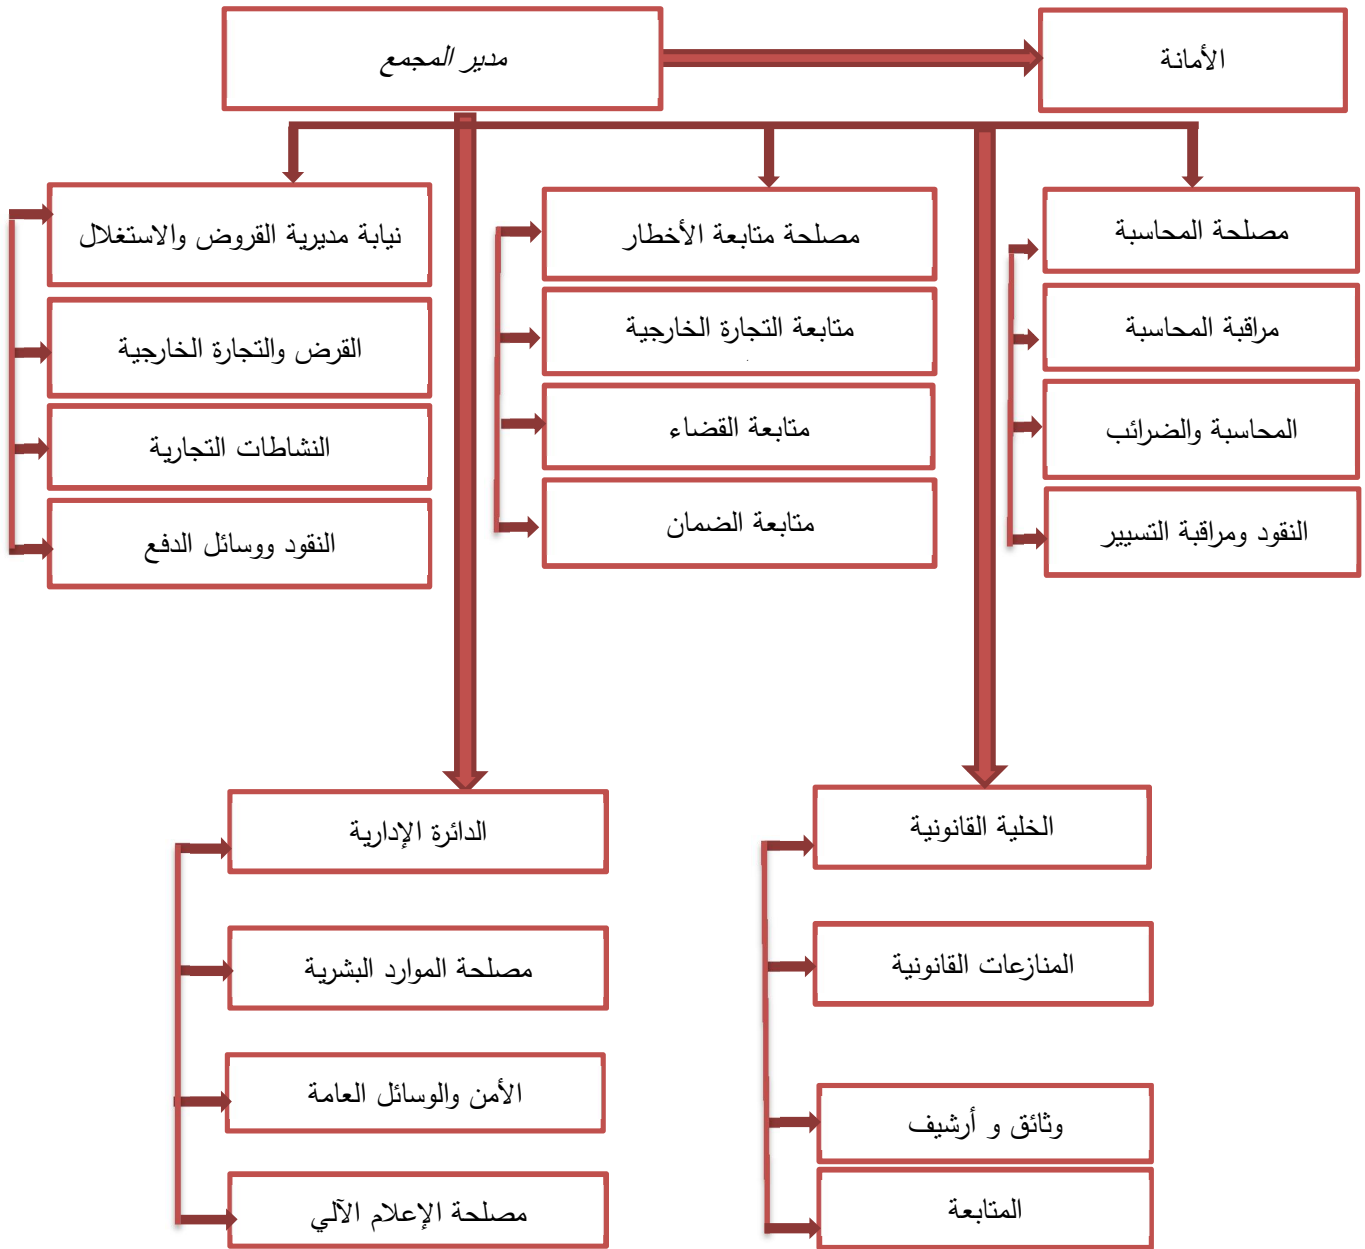 مدير المجمع
الأمانة
مصلحة المحاسبة
مراقبة المحاسبة
المحاسبة والضرائب
النقود ومراقبة التسيير
مصلحة متابعة الأخطار
متابعة التجارة الخارجية
متابعة القضاء
متابعة الضمان
نيابة مديرية القروض والاستغلال
القرض والتجارة الخارجية
النشاطات التجارية
النقود ووسائل الدفع
الخلية القانونية
المنازعات القانونية
وثائق و أرشيف
المتابعة
الدائرة الإدارية
مصلحة الموارد البشرية
الأمن والوسائل العامة
مصلحة الإعلام الآلي